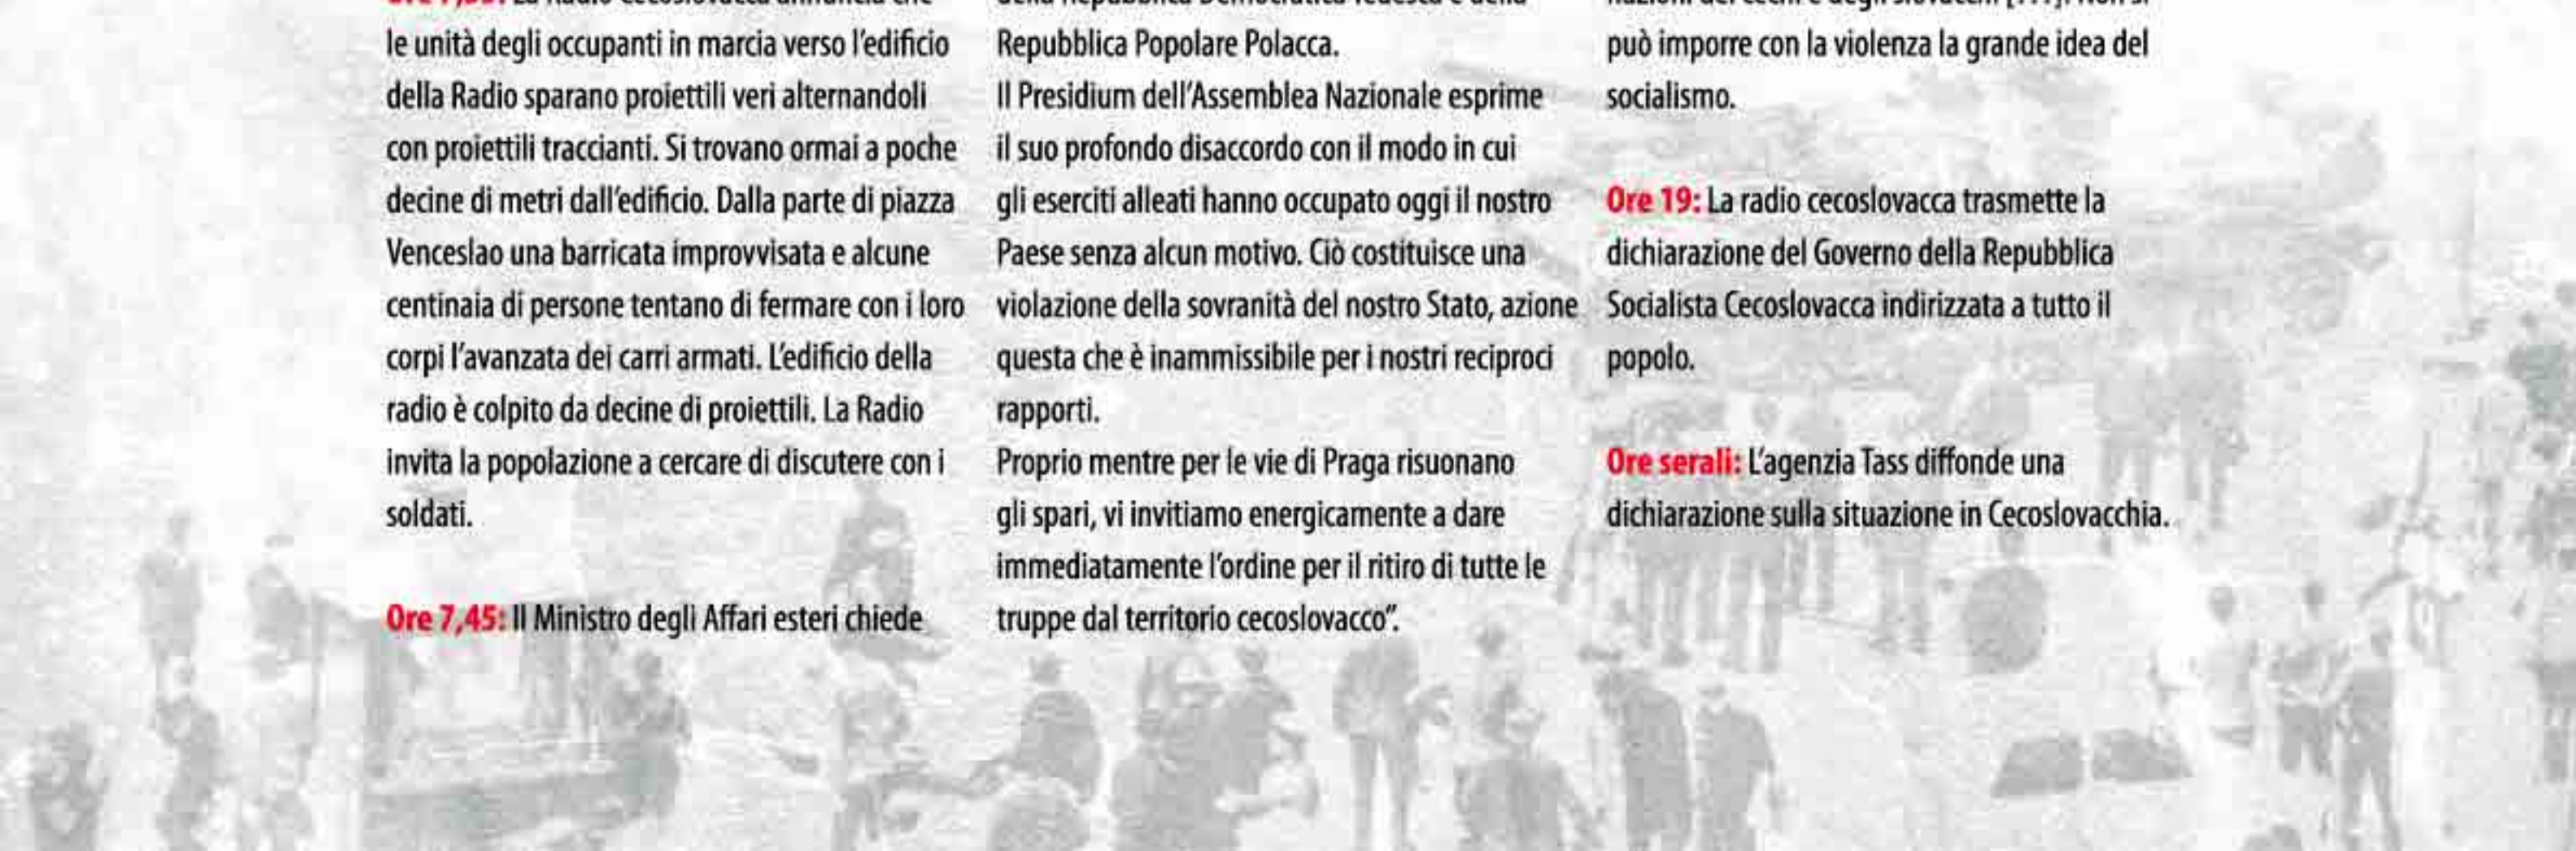 le unità degli occupanti in marcia verso l'edificio
della Radio sparano proiettili veri alternandoli
con proiettili traccianti. Si trovano ormai a poche
decine di metri dall'edificio. Dalla parte di piazza
Venceslao una barricata improvvisata e alcune
centinaia di persone tentano di fermare con i loro
corpi l'avanzata dei carri armati. L'edificio della
radio è colpito da decine di proiettili. La Radio
invita la popolazione a cercare di discutere con i
soldati.
Ore 7,45: Il Ministro degli Affari esteri chiede
della Repubblica Democratica Tedesca e della
Repubblica Popolare Polacca.
Il Presidium dell'Assemblea Nazionale esprime
il suo profondo disaccordo con il modo in cui
gli eserciti alleati hanno occupato oggi il nostro
Paese senza alcun motivo. Ciò costituisce una
violazione della sovranità del nostro Stato, azione
questa che è inammissibile per i nostri reciproci
rapporti.
Proprio mentre per le vie di Praga risuonano
gli spari, vi invitiamo energicamente a dare
immediatamente l'ordine per il ritiro di tutte le
truppe dal territorio cecoslovacco".
può imporre con la violenza la grande idea del
socialismo.
Ore 19: La radio cecoslovacca trasmette la
dichiarazione del Governo della Repubblica
Socialista Cecoslovacca indirizzata a tutto il
popolo.
Ore serali: L'agenzia Tass diffonde una
dichiarazione sulla situazione in Cecoslovacchia.